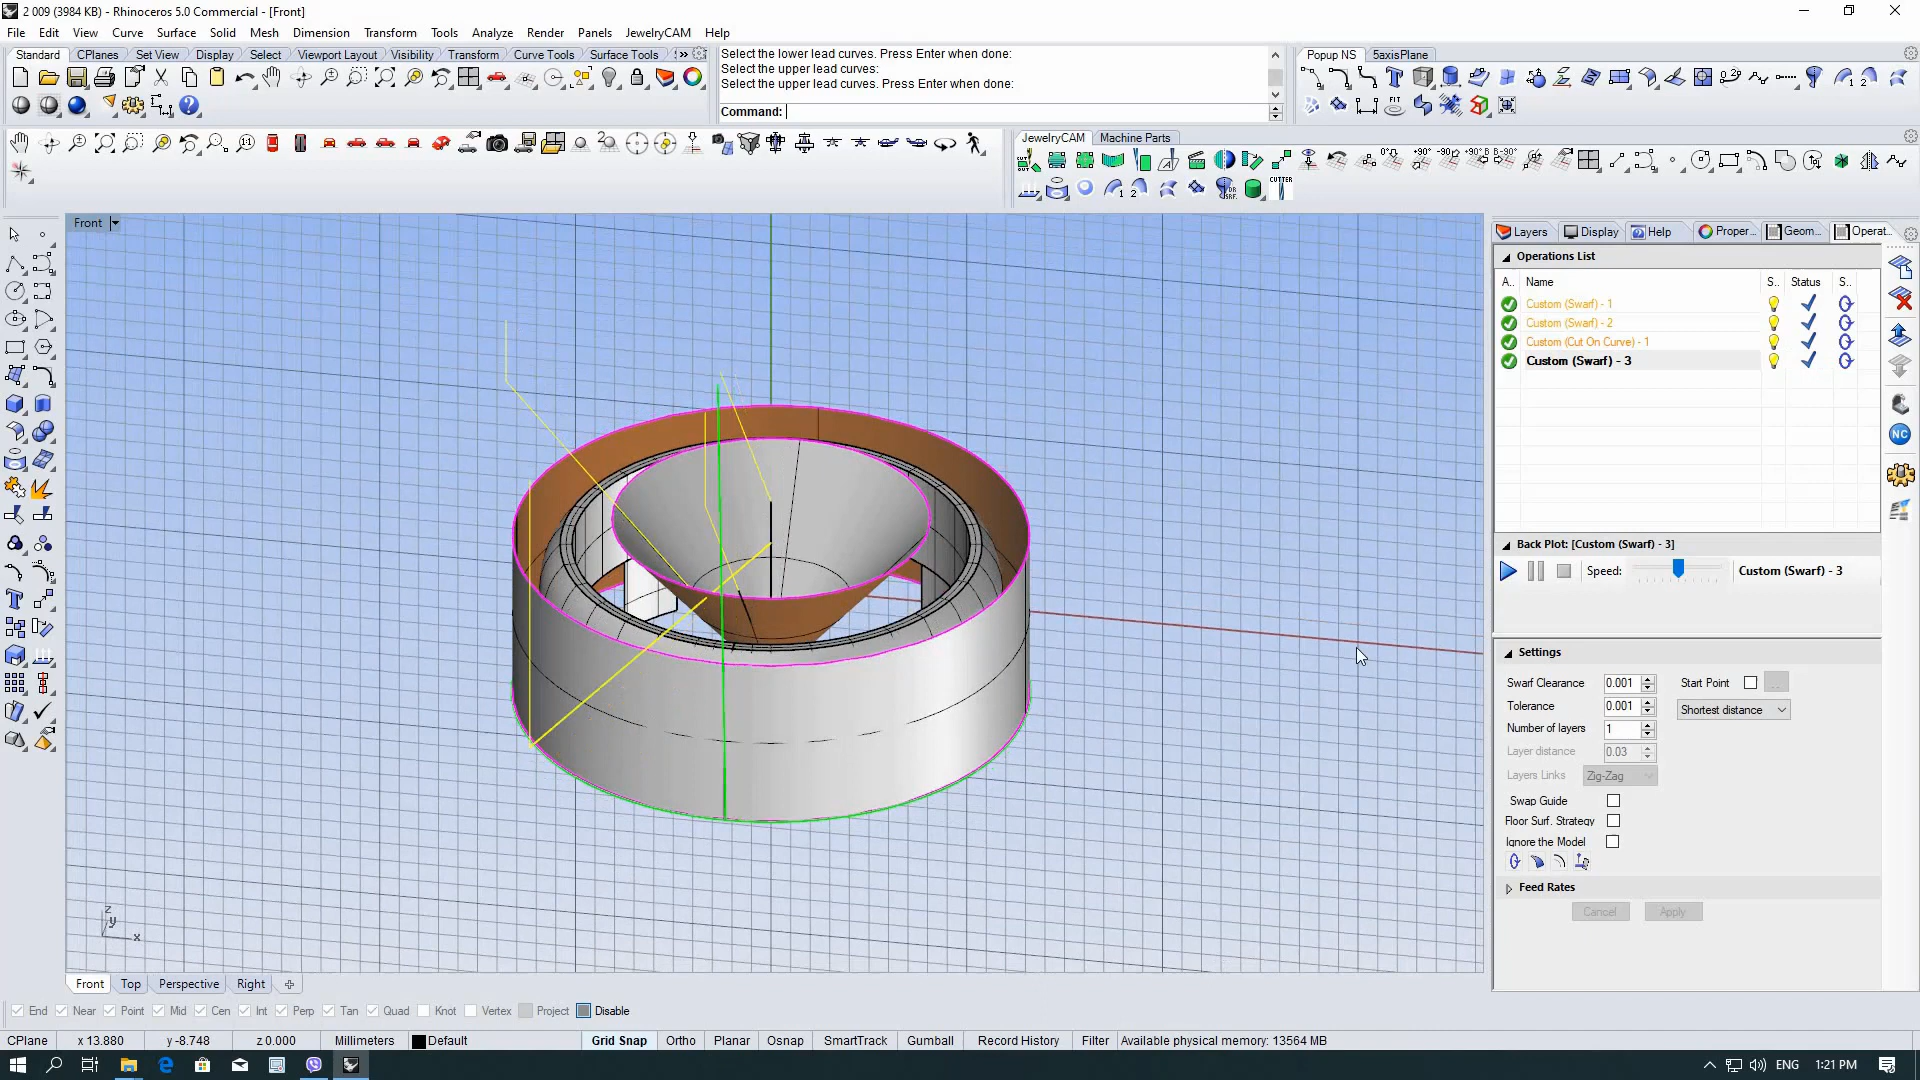 2 009 (3984 KB) - Rhinoceros 5.0 Commercial - [Front]
File Edit View Curve Surface Solid Mesh Dimension Transform Tools Analyze Render Panels JewelryCAM Help
Standard CPlanes Set View Display Select Viewport Layout Visibility Transform Curve Tools Surface Tools
Select the lower lead curves. Press Enter when done:
Select the upper lead curves:
Select the upper lead curves. Press Enter when done:
Command:
Popup NS 5axisPlane
JewelryCAM Machine Parts
Front
Layers Display Help Proper... Geom... Operat...
Operations List
A.. Name S.. Status S..
Custom (Swarf) - 1
Custom (Swarf) - 2
Custom (Cut On Curve) - 1
Custom (Swarf) - 3
NC
Back Plot: [Custom (Swarf) - 3]
Speed: Custom (Swarf) - 3
Settings
Swarf Clearance 0.001 Start Point
Tolerance 0.001 Shortest distance
Number of layers 1
Layer distance 0.03
Layers Links Zig-Zag
Swap Guide
Floor Surf. Strategy
Ignore the Model
Feed Rates
Cancel Apply
z
y
x
Front Top Perspective Right
End Near Point Mid Cen Int Perp Tan Quad Knot Vertex Project Disable
CPlane x 13.880 y -8.748 z 0.000 Millimeters Default Grid Snap Ortho Planar Osnap SmartTrack Gumball Record History Filter Available physical memory: 13564 MB
ENG 1:21 PM